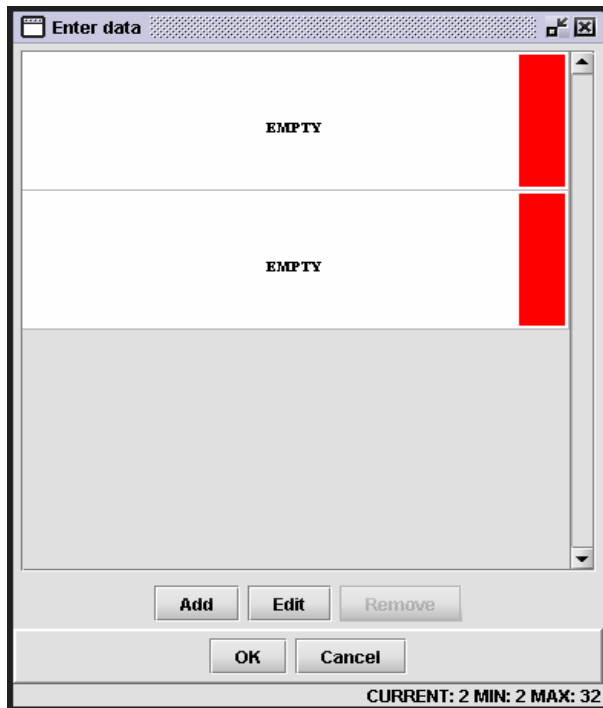 Enter data
EMPTY
EMPTY
Add Edit Remove
OK Cancel
CURRENT: 2 MIN: 2 MAX: 32